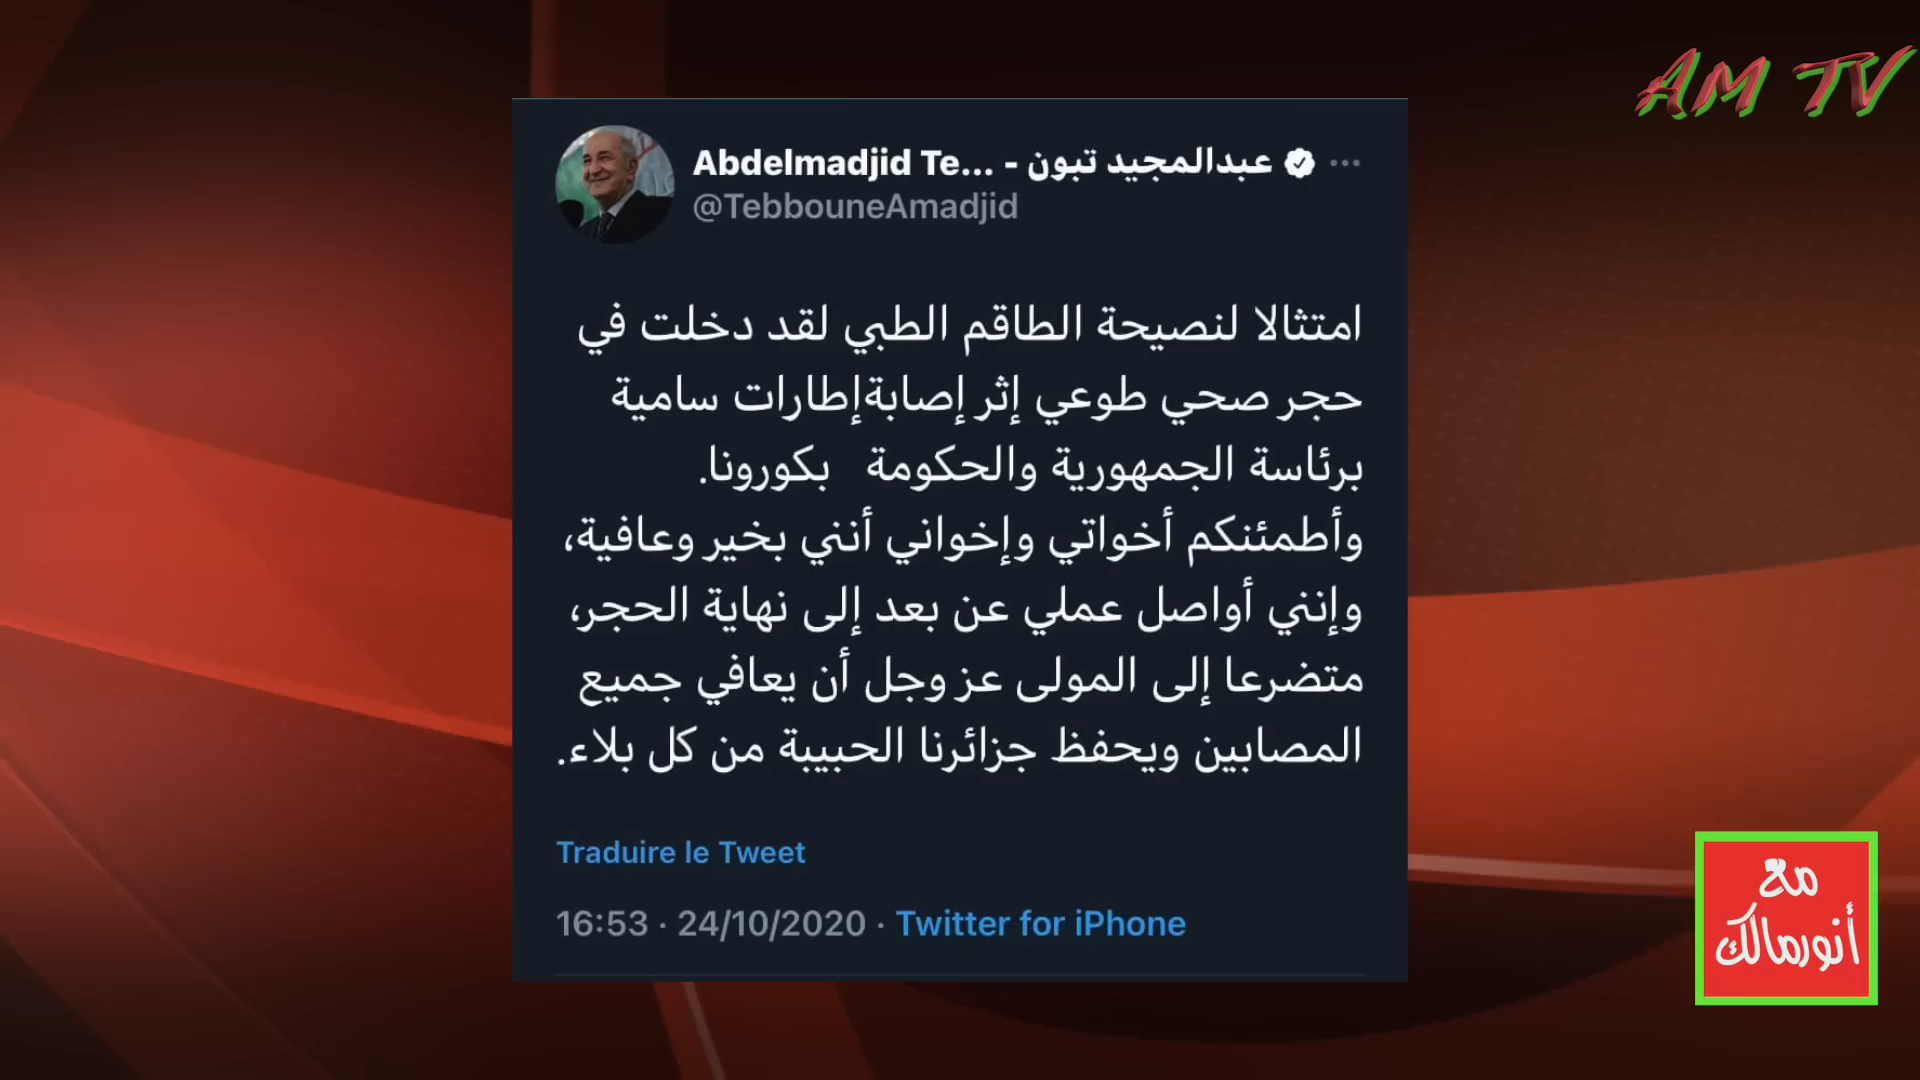 AM TV
Abdelmadjid Te... - عبدالمجيد تبون
@TebbouneAmadjid
امتثالا لنصيحة الطاقم الطبي لقد دخلت في
حجر صحي طوعي إثر إصابةإطارات سامية
برئاسة الجمهورية والحكومة بكورونا.
وأطمئنكم أخواتي وإخواني أنني بخير وعافية،
وإنني أواصل عملي عن بعد إلى نهاية الحجر،
متضرعا إلى المولى عز وجل أن يعافي جميع
المصابين ويحفظ جزائرنا الحبيبة من كل بلاء.
Traduire le Tweet
16:53 · 24/10/2020 · Twitter for iPhone
مع
أنورمالك